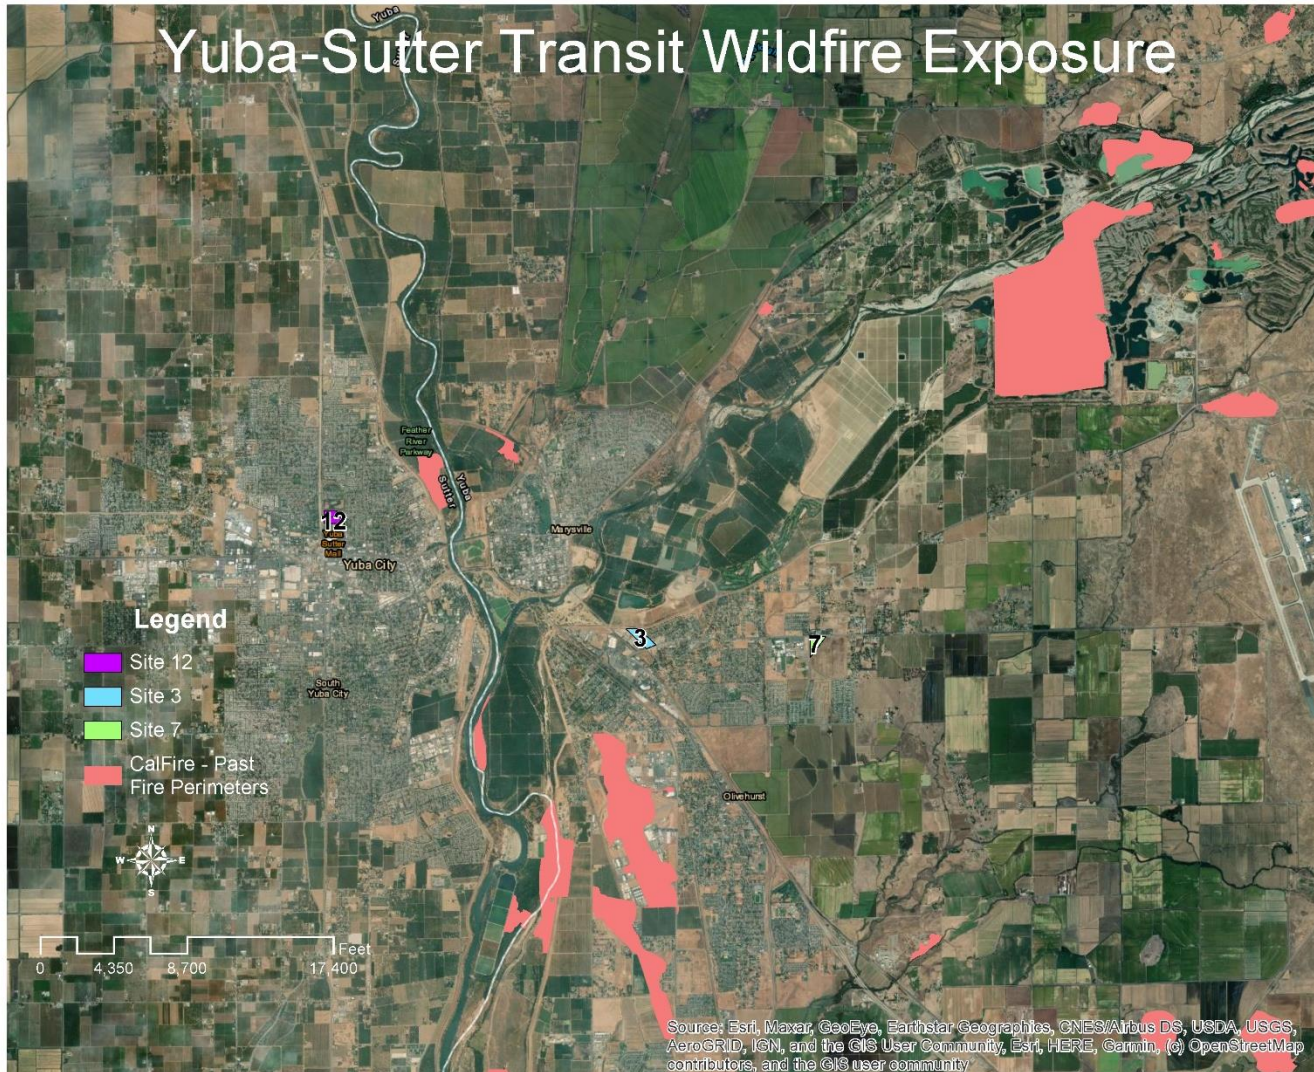 Yuba-Sutter Transit Wildfire Exposure
Yuba
Feather
River
Parkway
Yuba
Sutter
12
Yuba
Sutter
Mall
Yuba City
Marysville
3
7
Legend
Site 12
Site 3
Site 7
CalFire - Past
Fire Perimeters
South
Yuba City
Olivehurst
N
W
E
S
Feet
0
4,350
8,700
17,400
Source: Esri, Maxar, GeoEye, Earthstar Geographics, CNES/Airbus DS, USDA, USGS,
AeroGRID, IGN, and the GIS User Community, Esri, HERE, Garmin, (c) OpenStreetMap
contributors, and the GIS user community